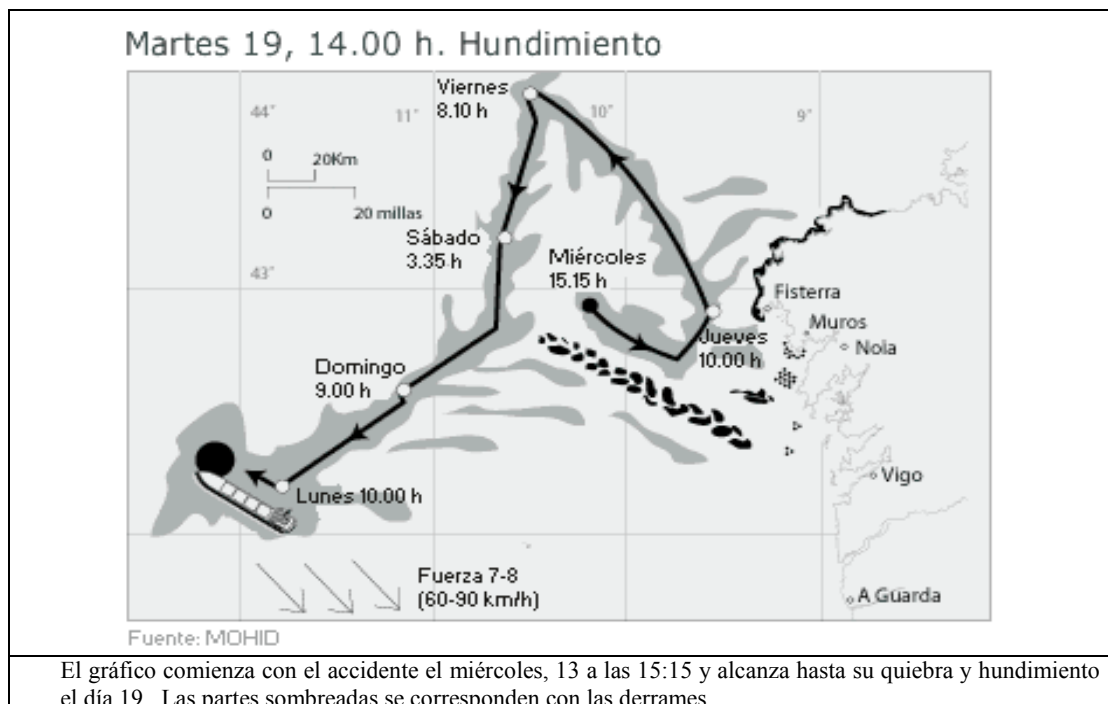 Martes 19, 14.00 h. Hundimiento
Viernes
8.10 h
44°
11°
10°
9°
0
20Km
0
20 millas
Sábado
3.35 h
Miércoles
15.15 h
43°
Fisterra
Muros
Jueves
10.00 h
Nola
Domingo
9.00 h
Vigo
Lunes 10.00 h
Fuerza 7-8
(60-90 km/h)
A Guarda
Fuente: MOHID
El gráfico comienza con el accidente el miércoles, 13 a las 15:15 y alcanza hasta su quiebra y hundimiento
el día 19. Las partes sombreadas se corresponden con las derrames